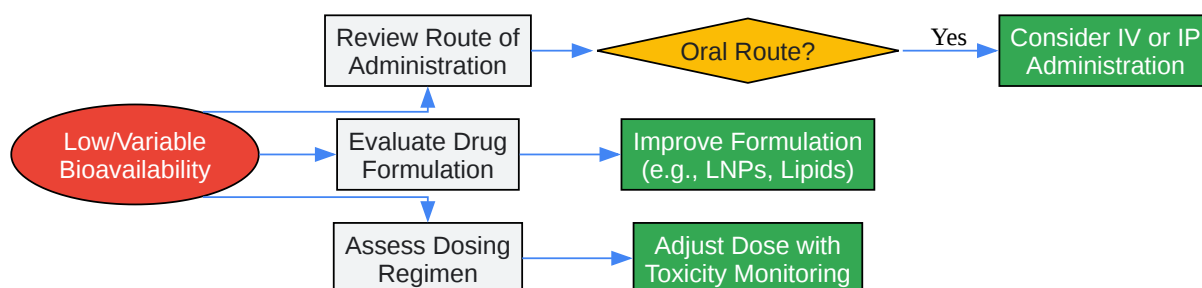 Review Route of
Administration
Oral Route?
Yes
Consider IV or IP
Administration
Low/Variable
Bioavailability
Evaluate Drug
Formulation
Improve Formulation
(e.g., LNPs, Lipids)
Assess Dosing
Regimen
Adjust Dose with
Toxicity Monitoring